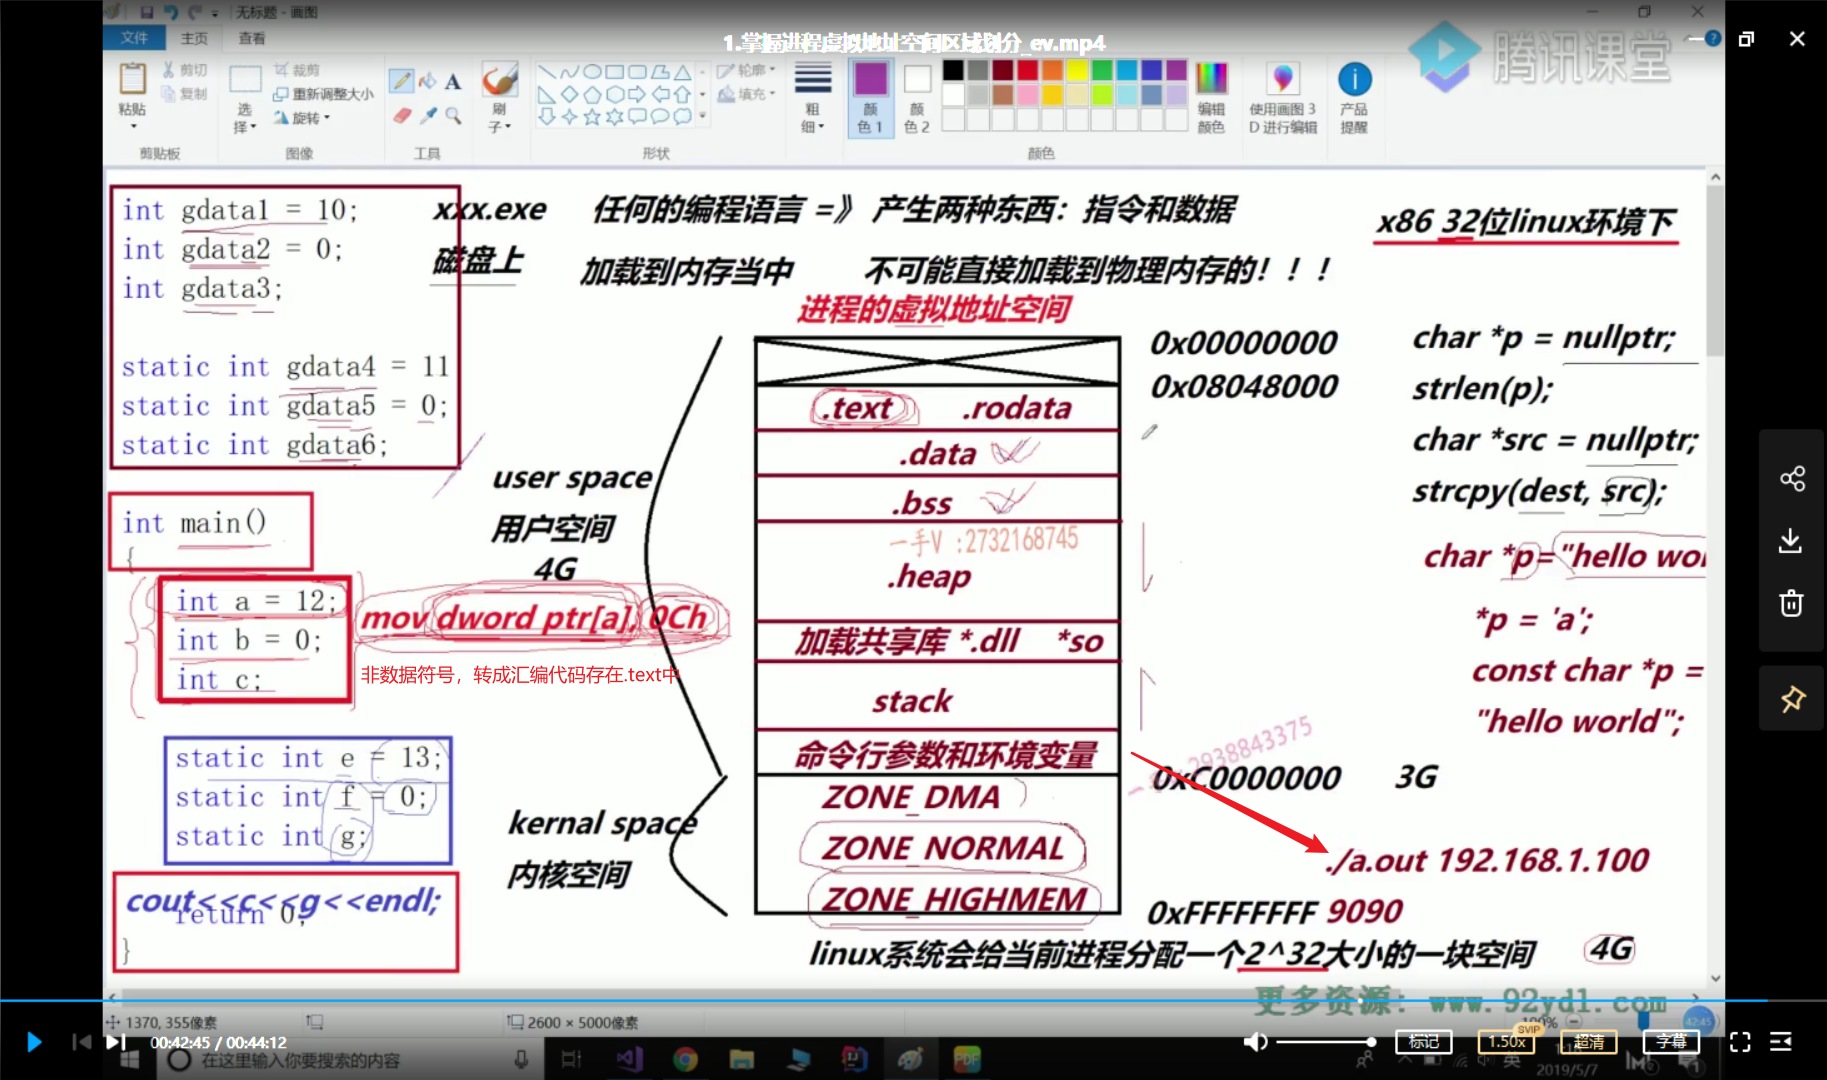 无标题 - 画图
1.掌握进程虚拟地址空间区域划分_ev.mp4
腾讯课堂
文件 主页 查看
粘贴
剪切
复制
剪贴板
选择
裁剪
重新调整大小
旋转
图像
A
工具
刷子
轮廓
填充
形状
粗细
颜色 1
颜色 2
编辑颜色
颜色
使用画图 3D 进行编辑
产品提醒
int gdata1 = 10;
int gdata2 = 0;
int gdata3;
static int gdata4 = 11
static int gdata5 = 0;
static int gdata6;
int main()
{
int a = 12;
int b = 0;
int c;
mov dword ptr[a], 0Ch
非数据符号，转成汇编代码存在.text中
static int e = 13;
static int f = 0;
static int g;
cout<<c<<g<<endl;
return 0;
}
xxx.exe
磁盘上
任何的编程语言 =》 产生两种东西：指令和数据
加载到内存当中
不可能直接加载到物理内存的！！！
x86 32位linux环境下
进程的虚拟地址空间
user space
用户空间
4G
kernal space
内核空间
.text .rodata
.data
.bss
一手V :2732168745
.heap
加载共享库 *.dll *so
stack
命令行参数和环境变量
ZONE_DMA
ZONE_NORMAL
ZONE_HIGHMEM
0x00000000
0x08048000
2938843375
0xC0000000 3G
./a.out 192.168.1.100
0xFFFFFFFF 9090
linux系统会给当前进程分配一个2^32大小的一块空间 4G
char *p = nullptr;
strlen(p);
char *src = nullptr;
strcpy(dest, src);
char *p="hello wor
*p = 'a';
const char *p =
"hello world";
更多资源：www.92ydl.com
1370, 355像素
2600 × 5000像素
100%
42:45
00:42:45 / 00:44:12
标记
1.50x
SVIP
超清
字幕
在这里输入你要搜索的内容
英
2019/5/7